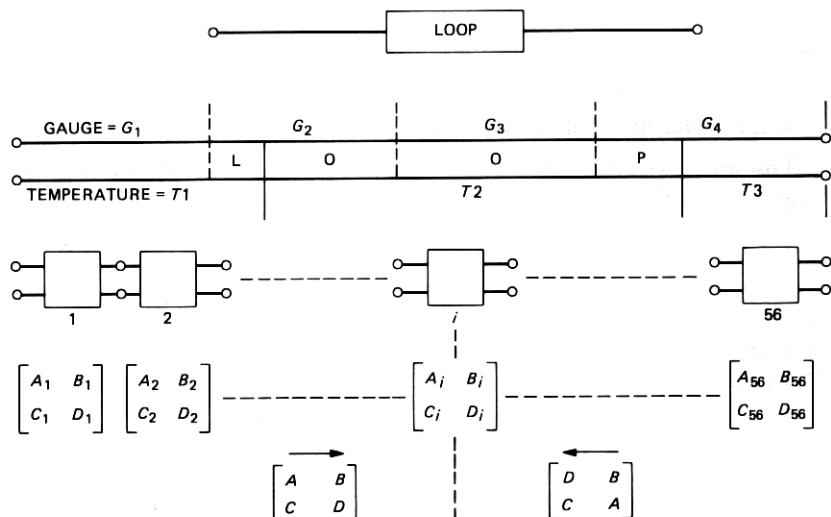 LOOP
GAUGE = G1 G2 G3 G4
L O O P
TEMPERATURE = T1 T2 T3
1 2 i 56
A1 B1 A2 B2 Ai Bi A56 B56
C1 D1 C2 D2 Ci Di C56 D56
A B D B
C D C A